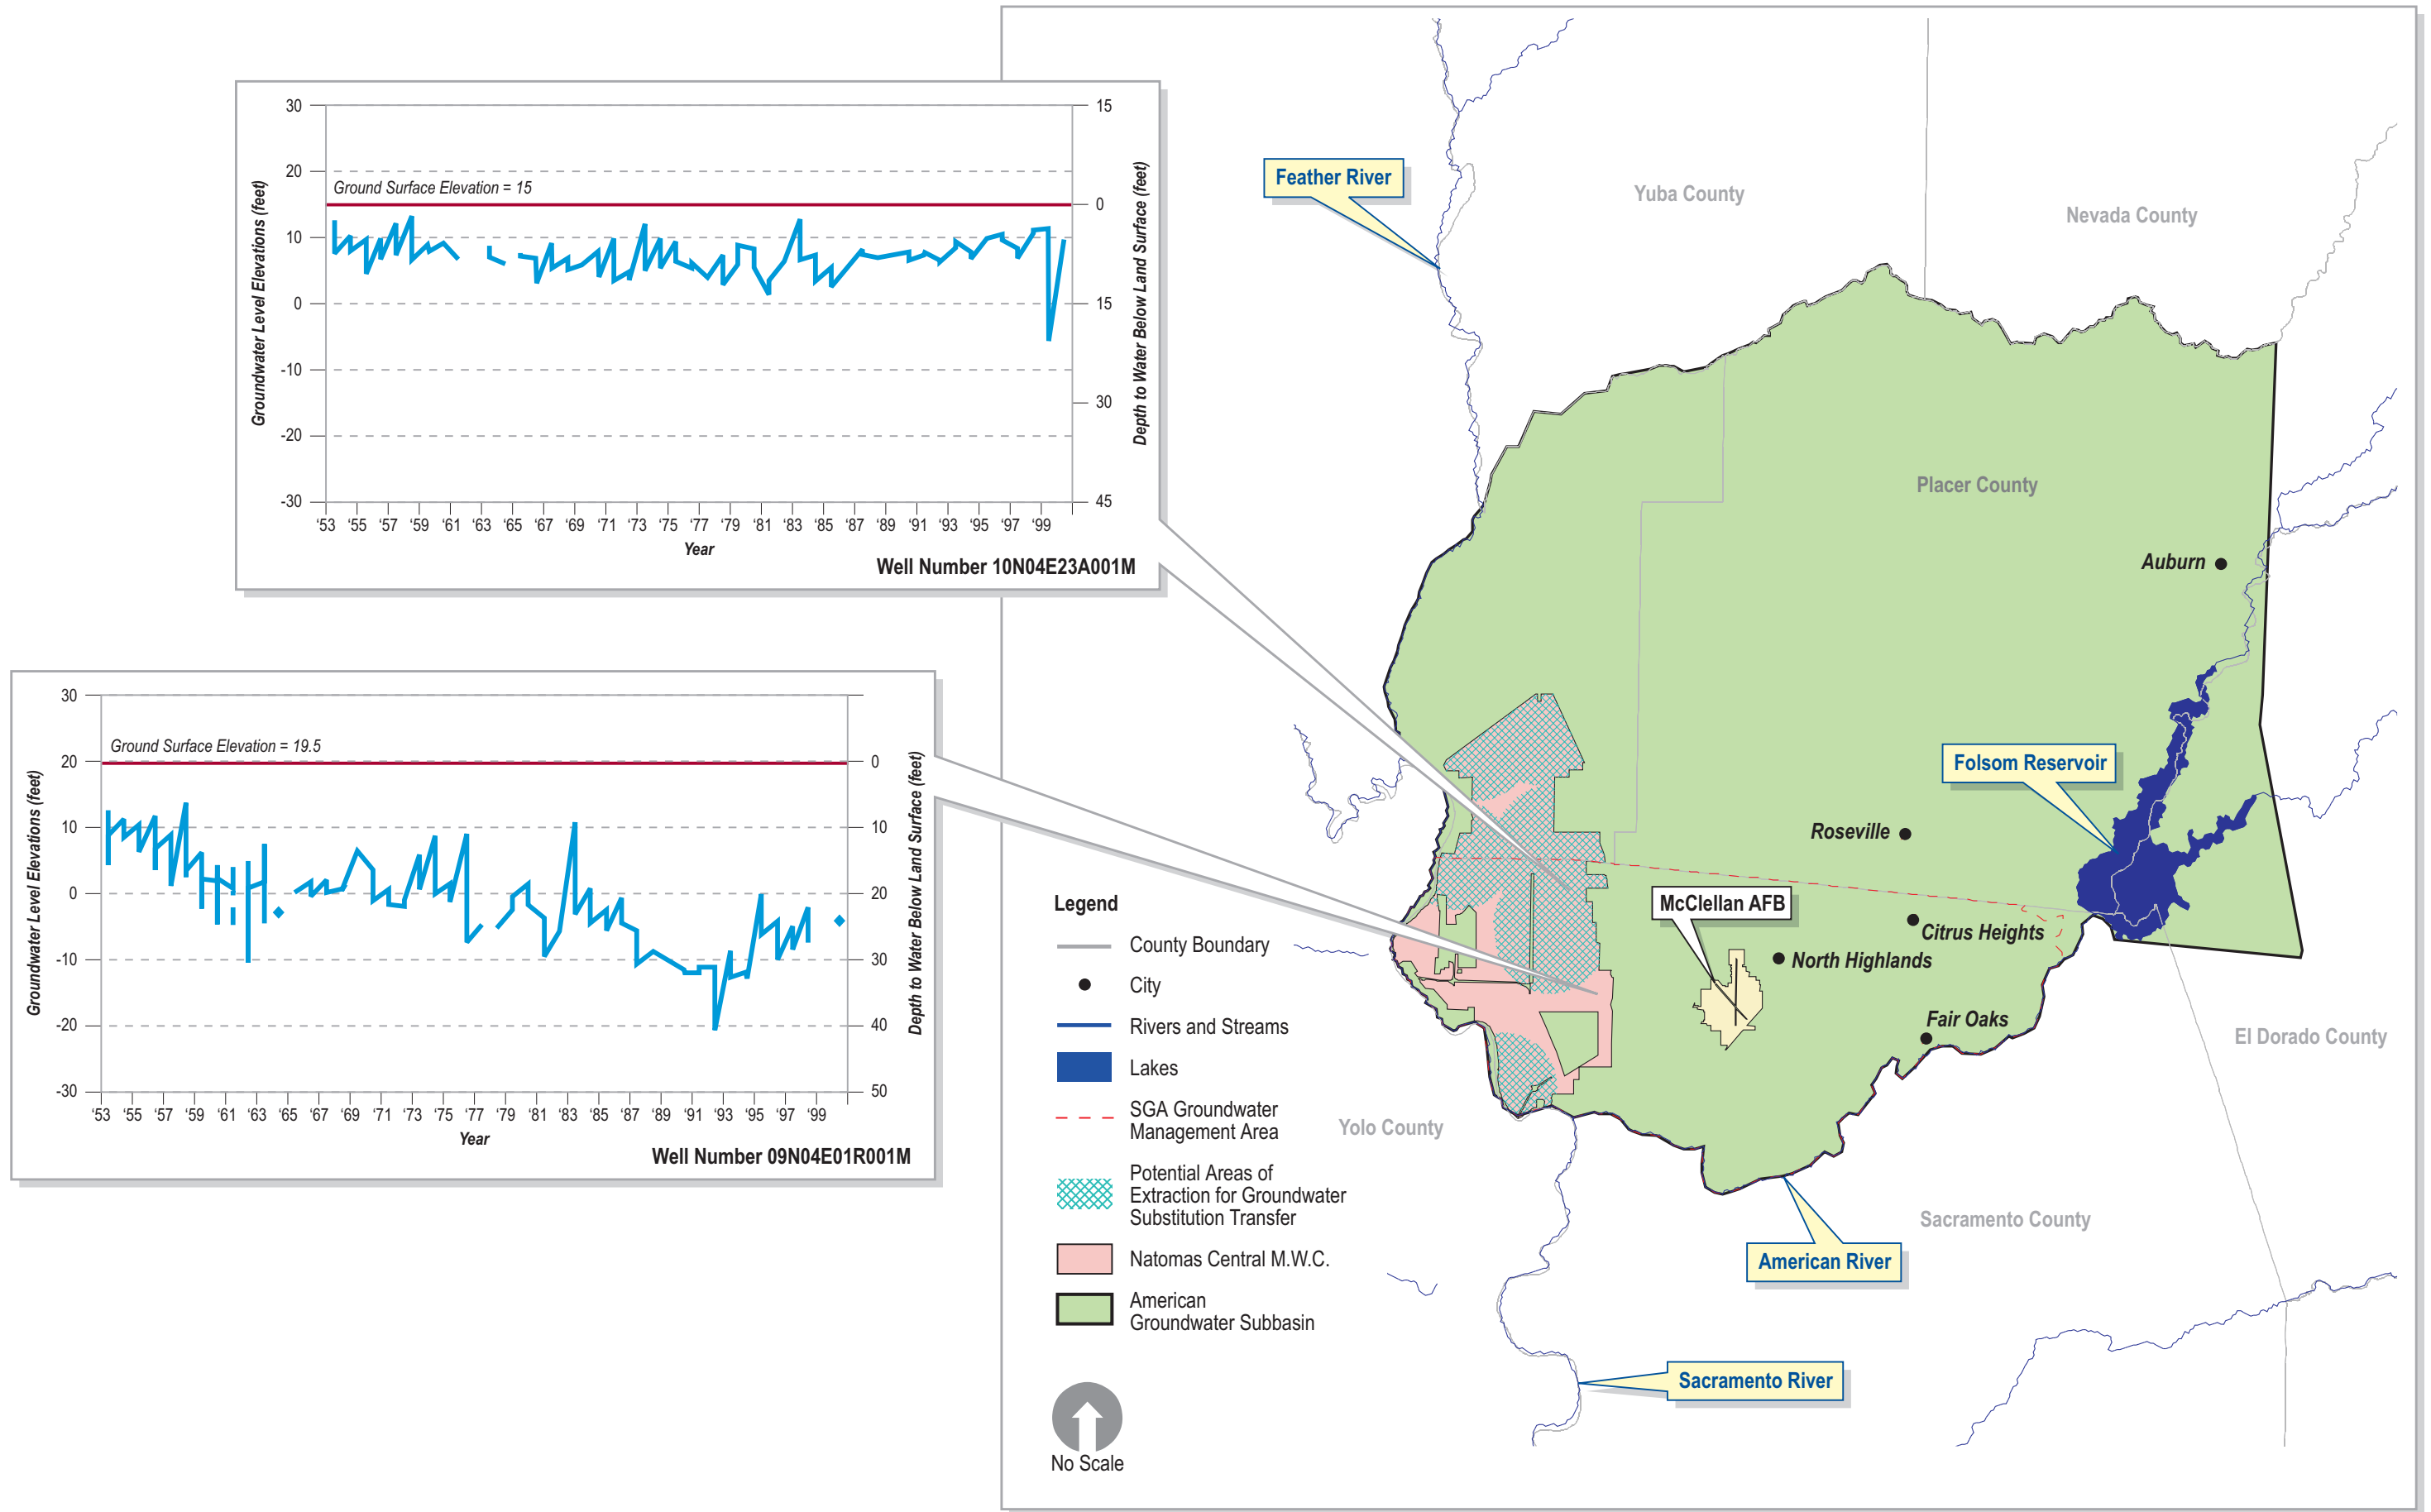 30
20
10
0
-10
-20
-30
15
0
15
30
45
Groundwater Level Elevations (feet)
Depth to Water Below Land Surface (feet)
Ground Surface Elevation = 15
‘53 ‘55 ‘57 ‘59 ‘61 ‘63 ‘65 ‘67 ‘69 ‘71 ‘73 ‘75 ‘77 ‘79 ‘81 ‘83 ‘85 ‘87 ‘89 ‘91 ‘93 ‘95 ‘97 ‘99
Year
Well Number 10N04E23A001M
30
20
10
0
-10
-20
-30
0
10
20
30
40
50
Groundwater Level Elevations (feet)
Depth to Water Below Land Surface (feet)
Ground Surface Elevation = 19.5
‘53 ‘55 ‘57 ‘59 ‘61 ‘63 ‘65 ‘67 ‘69 ‘71 ‘73 ‘75 ‘77 ‘79 ‘81 ‘83 ‘85 ‘87 ‘89 ‘91 ‘93 ‘95 ‘97 ‘99
Year
Well Number 09N04E01R001M
Feather River
Yuba County
Nevada County
Placer County
Auburn
Folsom Reservoir
Roseville
McClellan AFB
Citrus Heights
North Highlands
Fair Oaks
El Dorado County
Yolo County
Sacramento County
American River
Sacramento River
Legend
County Boundary
City
Rivers and Streams
Lakes
SGA Groundwater
Management Area
Potential Areas of
Extraction for Groundwater
Substitution Transfer
Natomas Central M.W.C.
American
Groundwater Subbasin
No Scale